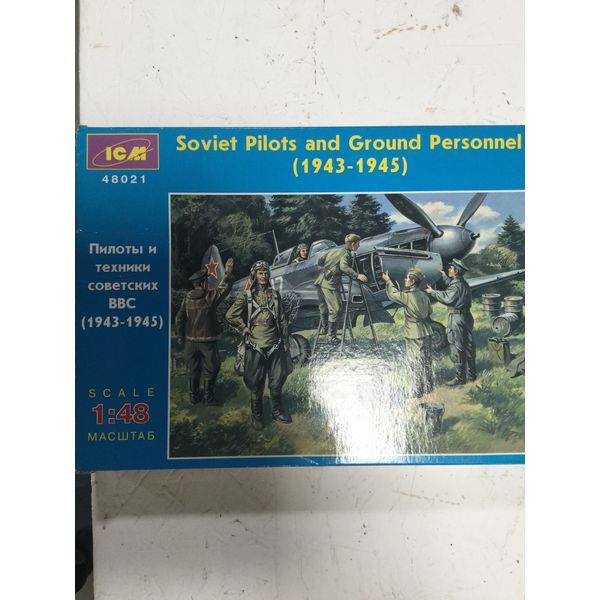 ICM
48021
Soviet Pilots and Ground Personnel
(1943-1945)
Пилоты и
техники
советских
ВВС
(1943-1945)
SCALE
1:48
МАСШТАБ